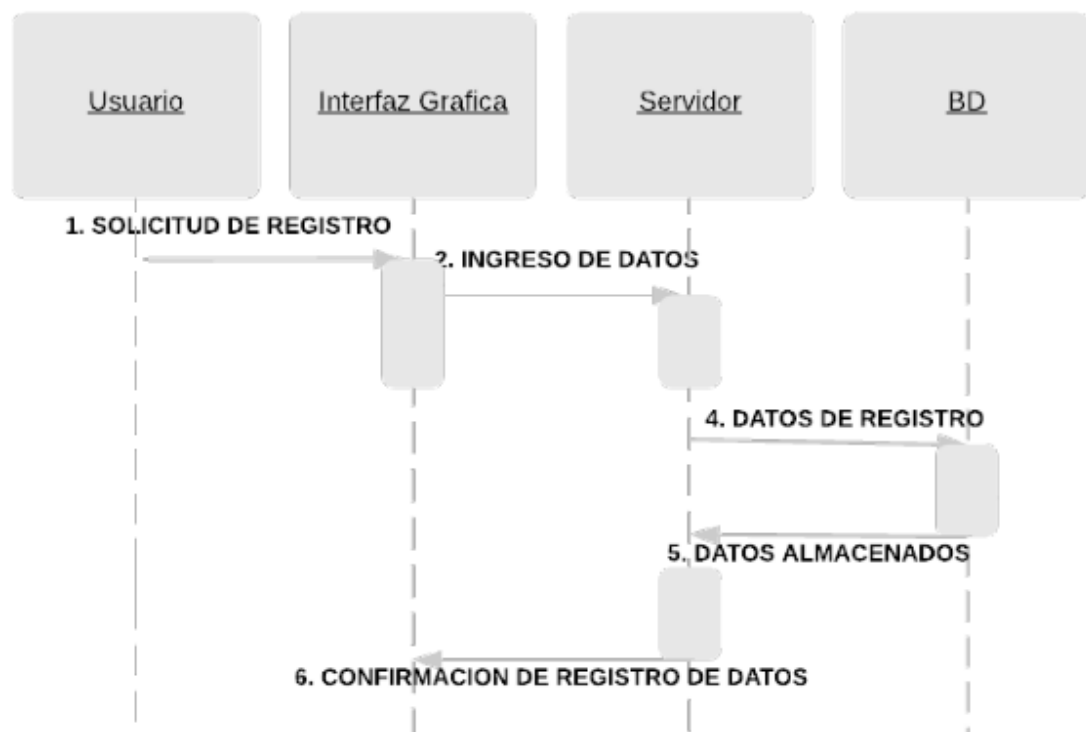 Usuario
Interfaz Grafica
Servidor
BD
1. SOLICITUD DE REGISTRO
2. INGRESO DE DATOS
4. DATOS DE REGISTRO
5. DATOS ALMACENADOS
6. CONFIRMACION DE REGISTRO DE DATOS